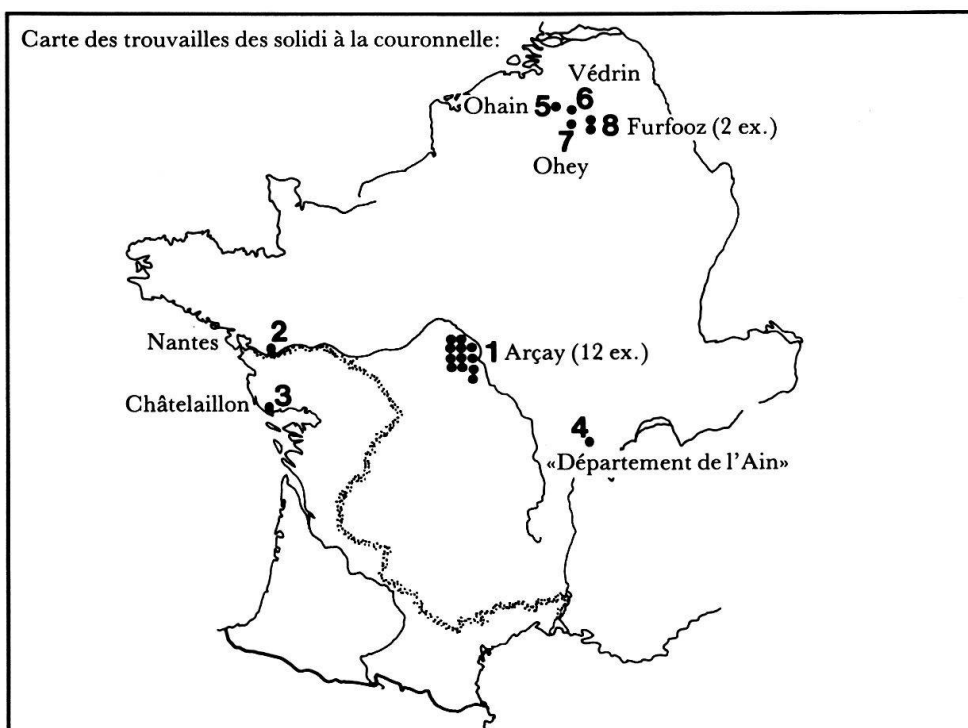 Carte des trouvailles des solidi à la couronnelle:
Védrin
Ohain 5 6
8 Furfooz (2 ex.)
7
Ohey
Nantes 2
1 Arçay (12 ex.)
Châtelaillon 3
4
«Département de l'Ain»